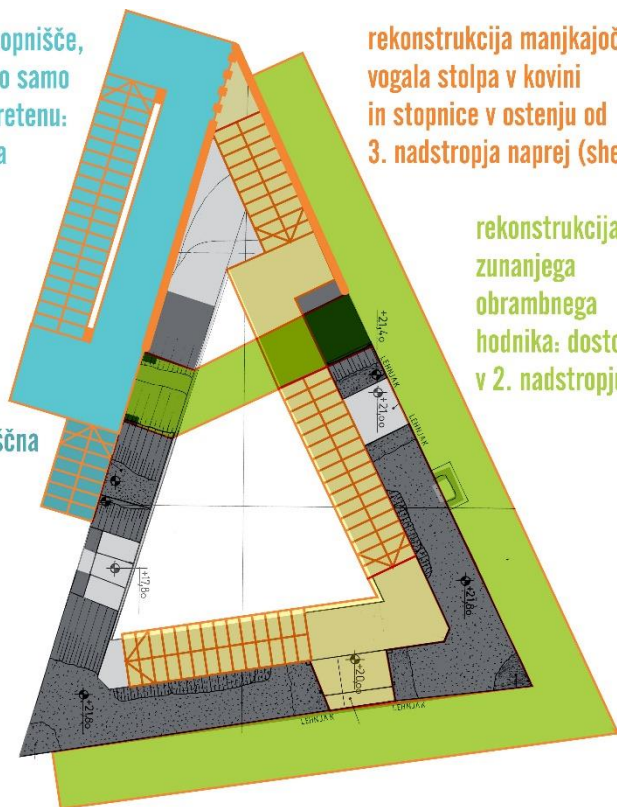 opnišče,
o samo
retenu:
a
rekonstrukcija manjkajoč
vogala stolpa v kovini
in stopnice v ostenju od
3. nadstropja naprej (she
rekonstrukcija
zunanjega
obrambnega
hodnika: dosto
v 2. nadstropju
ščna
+21,40
LEHNJAK
+21,00
LEHNJAK
+17,80
+21,80
+20,00
+21,80
LEHNJAK
LEHNJAK